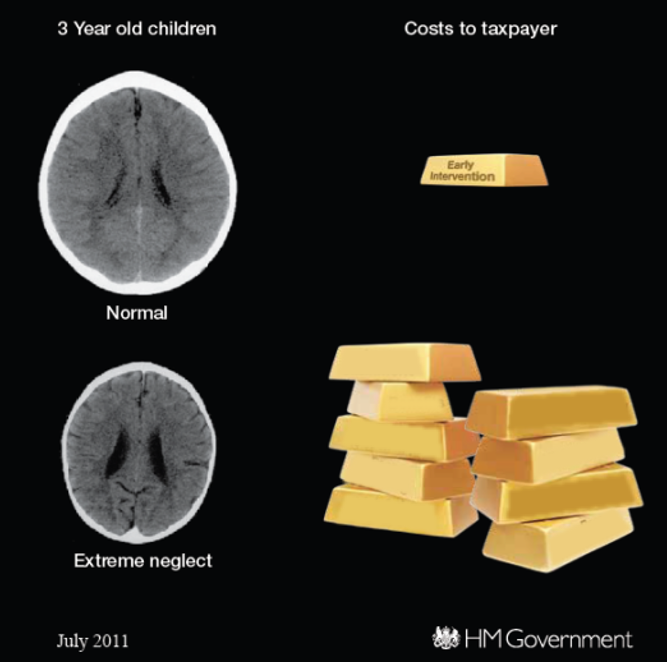 3 Year old children
Costs to taxpayer
Early
Intervention
Normal
Extreme neglect
July 2011
HM Government